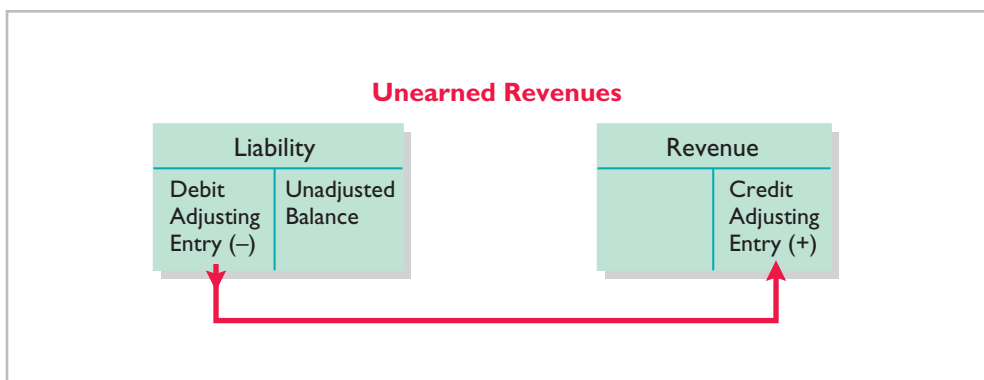 Unearned Revenues
Liability
Debit
Adjusting
Entry (–)
Unadjusted
Balance
Revenue
Credit
Adjusting
Entry (+)